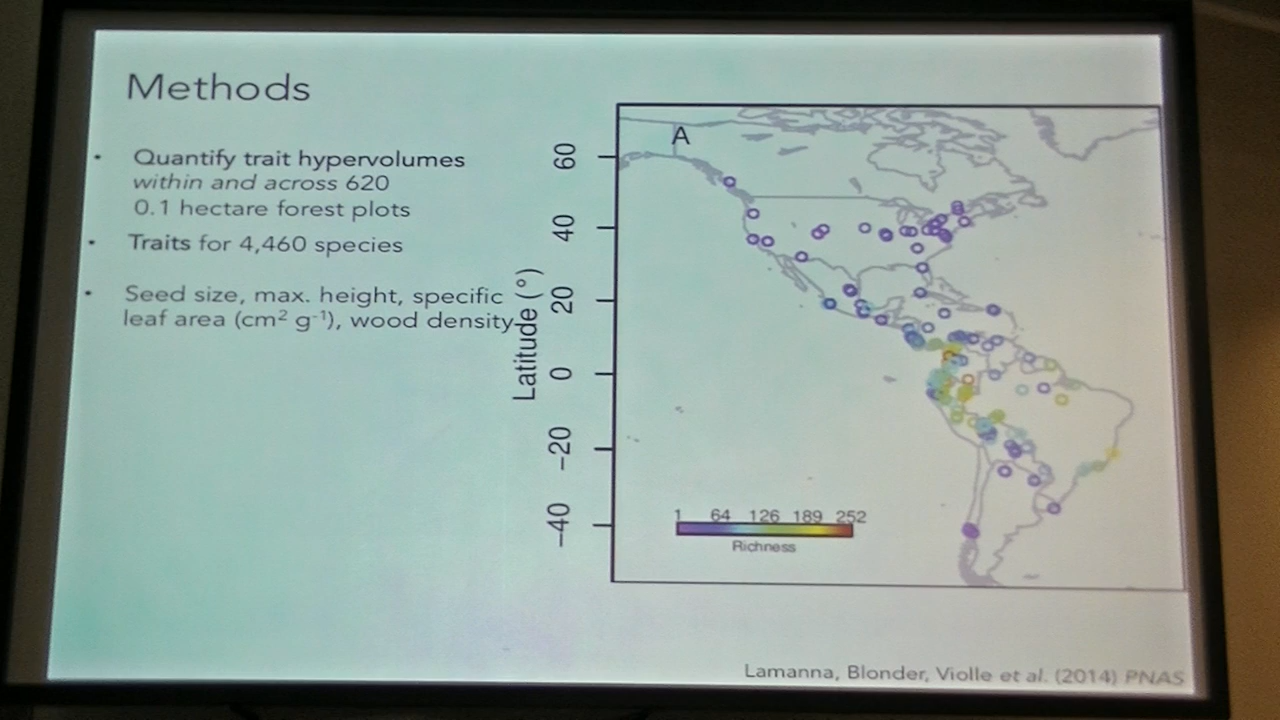 Methods
• Quantify trait hypervolumes
within and across 620
0.1 hectare forest plots
• Traits for 4,460 species
• Seed size, max. height, specific
leaf area (cm² g⁻¹), wood density
A
Latitude (°)
60
40
20
0
−20
−40
1 64 126 189 252
Richness
Lamanna, Blonder, Violle et al. (2014) PNAS